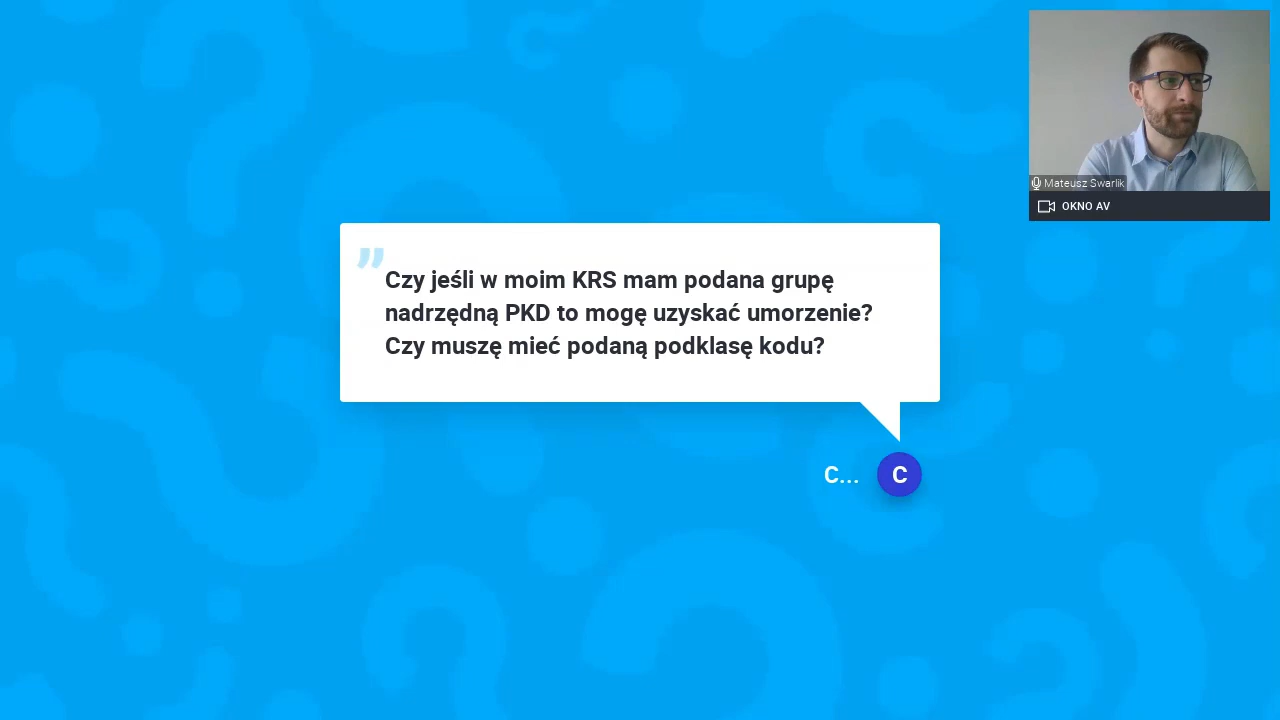 Mateusz Swarlik
OKNO AV
”
Czy jeśli w moim KRS mam podana grupę
nadrzędną PKD to mogę uzyskać umorzenie?
Czy muszę mieć podaną podklasę kodu?
C... C